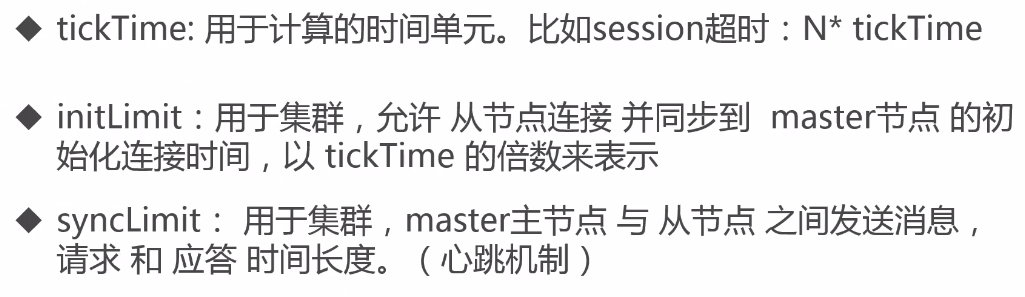 ◆ tickTime: 用于计算的时间单元。比如session超时：N* tickTime
◆ initLimit：用于集群，允许 从节点连接 并同步到 master节点 的初
始化连接时间，以 tickTime 的倍数来表示
◆ syncLimit： 用于集群，master主节点 与 从节点 之间发送消息，
请求 和 应答 时间长度。（心跳机制）